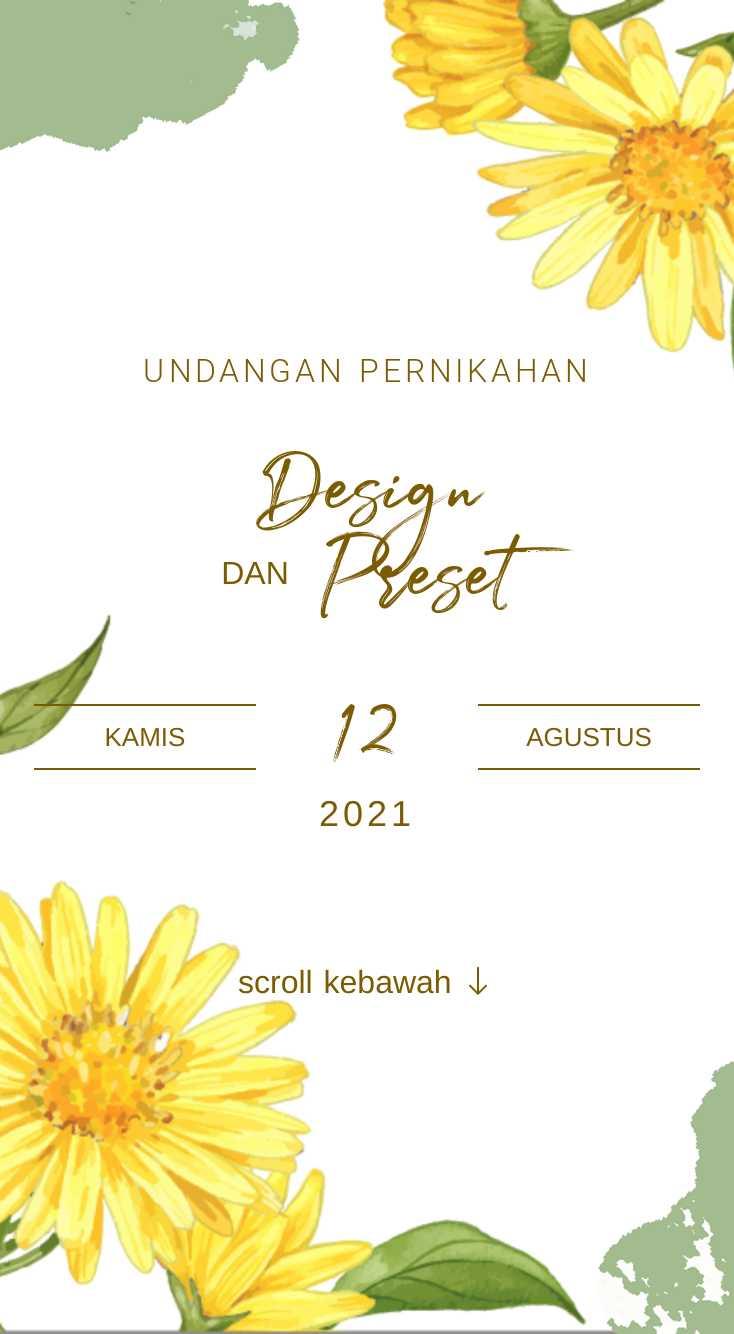 UNDANGAN PERNIKAHAN
Design
DAN Preset
KAMIS 12 AGUSTUS
2021
scroll kebawah ↓